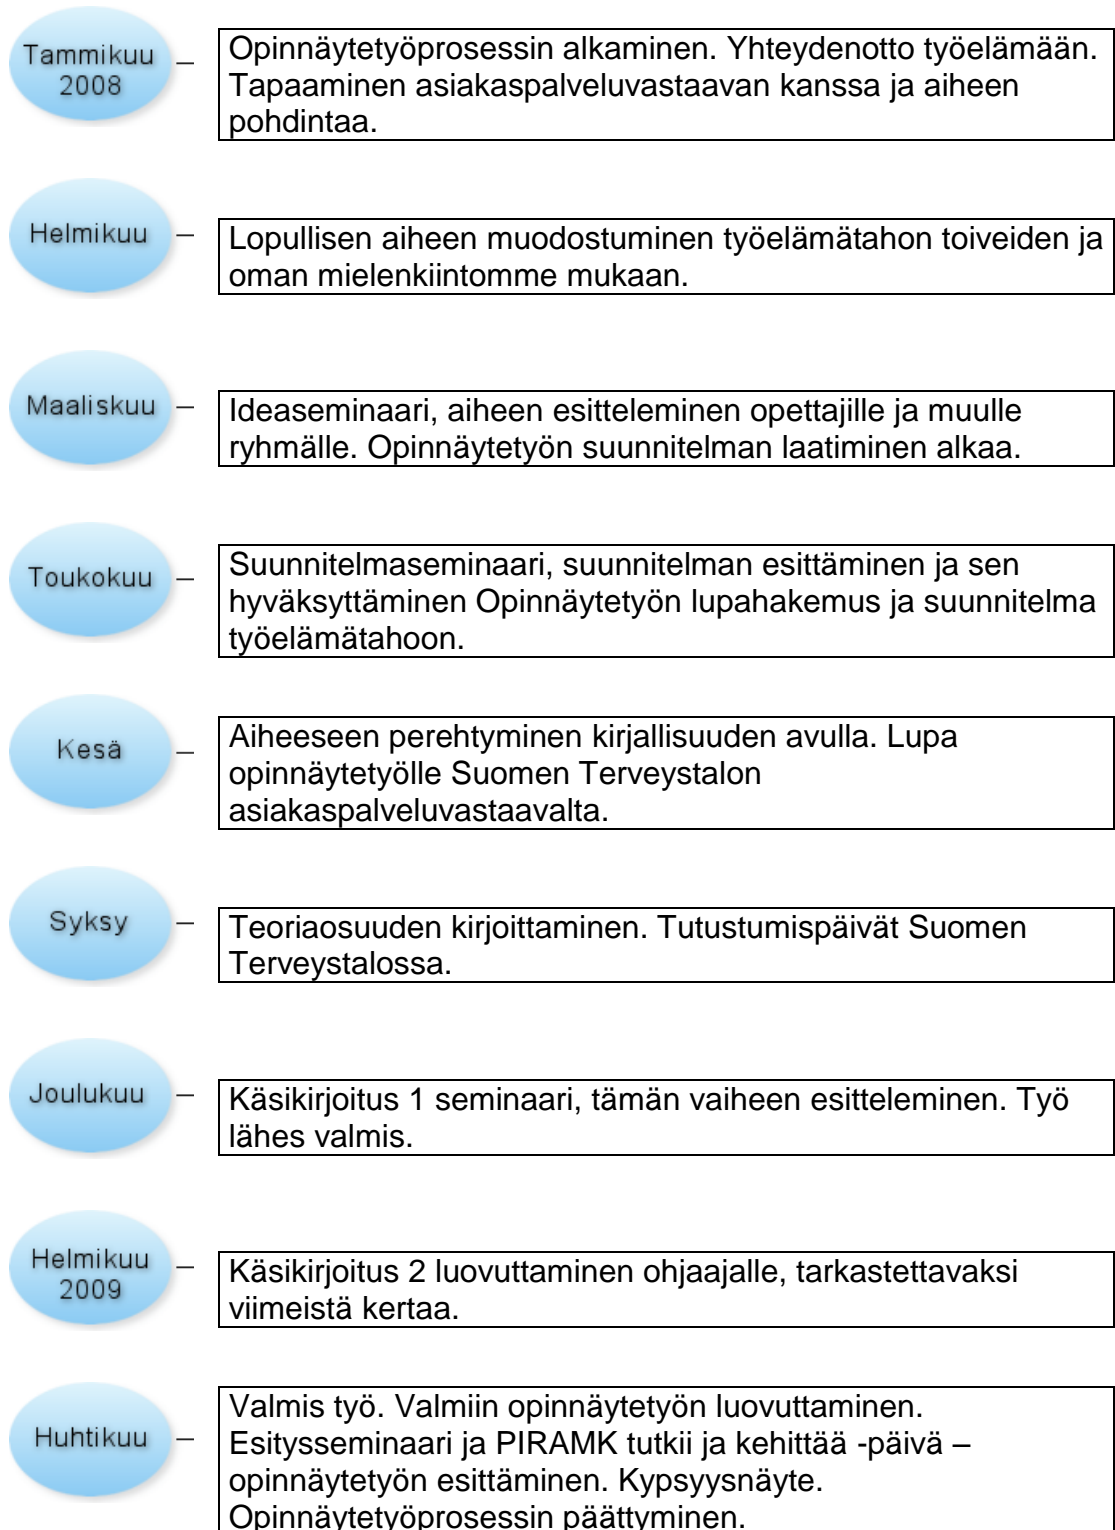 Tammikuu
2008
Opinnäytetyöprosessin alkaminen. Yhteydenotto työelämään.
Tapaaminen asiakaspalveluvastaavan kanssa ja aiheen
pohdintaa.
Helmikuu
Lopullisen aiheen muodostuminen työelämätahon toiveiden ja
oman mielenkiintomme mukaan.
Maaliskuu
Ideaseminaari, aiheen esitteleminen opettajille ja muulle
ryhmälle. Opinnäytetyön suunnitelman laatiminen alkaa.
Toukokuu
Suunnitelmaseminaari, suunnitelman esittäminen ja sen
hyväksyttäminen Opinnäytetyön lupahakemus ja suunnitelma
työelämätahoon.
Kesä
Aiheeseen perehtyminen kirjallisuuden avulla. Lupa
opinnäytetyölle Suomen Terveystalon
asiakaspalveluvastaavalta.
Syksy
Teoriaosuuden kirjoittaminen. Tutustumispäivät Suomen
Terveystalossa.
Joulukuu
Käsikirjoitus 1 seminaari, tämän vaiheen esitteleminen. Työ
lähes valmis.
Helmikuu
2009
Käsikirjoitus 2 luovuttaminen ohjaajalle, tarkastettavaksi
viimeistä kertaa.
Huhtikuu
Valmis työ. Valmiin opinnäytetyön luovuttaminen.
Esitysseminaari ja PIRAMK tutkii ja kehittää -päivä –
opinnäytetyön esittäminen. Kypsyysnäyte.
Opinnäytetyöprosessin päättyminen.